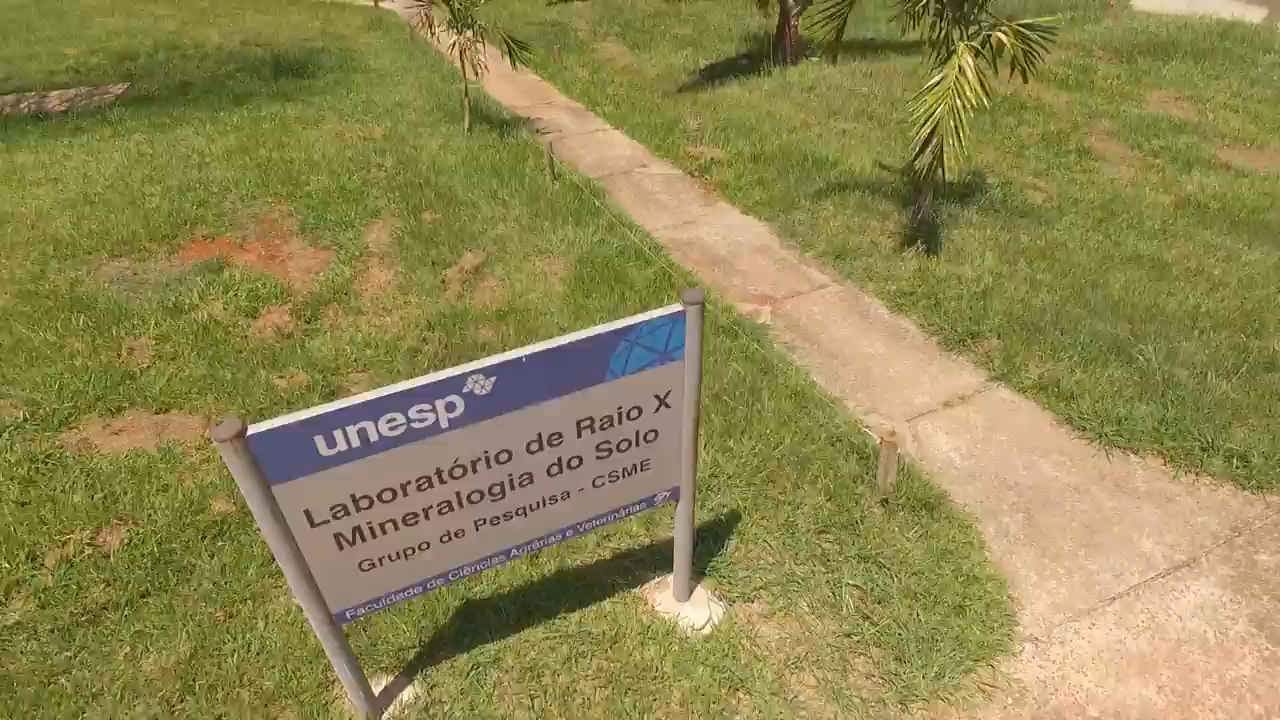 unesp
Laboratório de Raio X
Mineralogia do Solo
Grupo de Pesquisa - CSME
Faculdade de Ciências Agrárias e Veterinárias